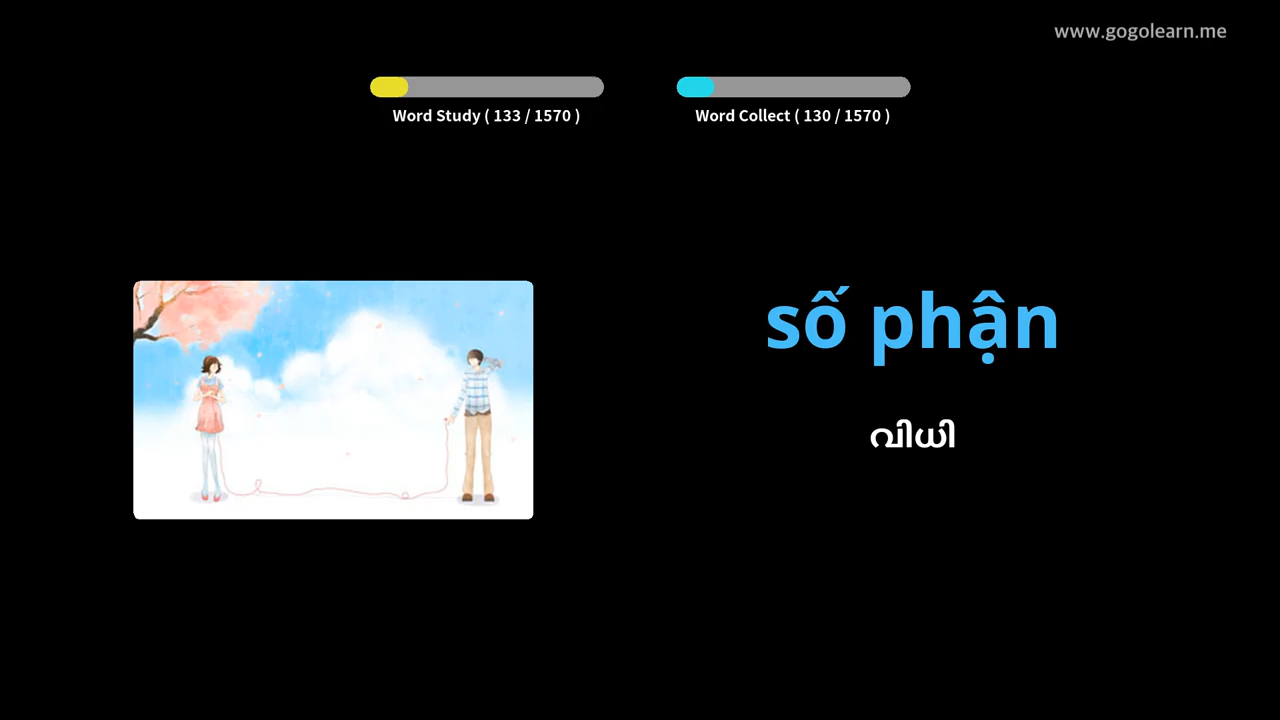 www.gogolearn.me
Word Study ( 133 / 1570 )
Word Collect ( 130 / 1570 )
số phận
വിധി